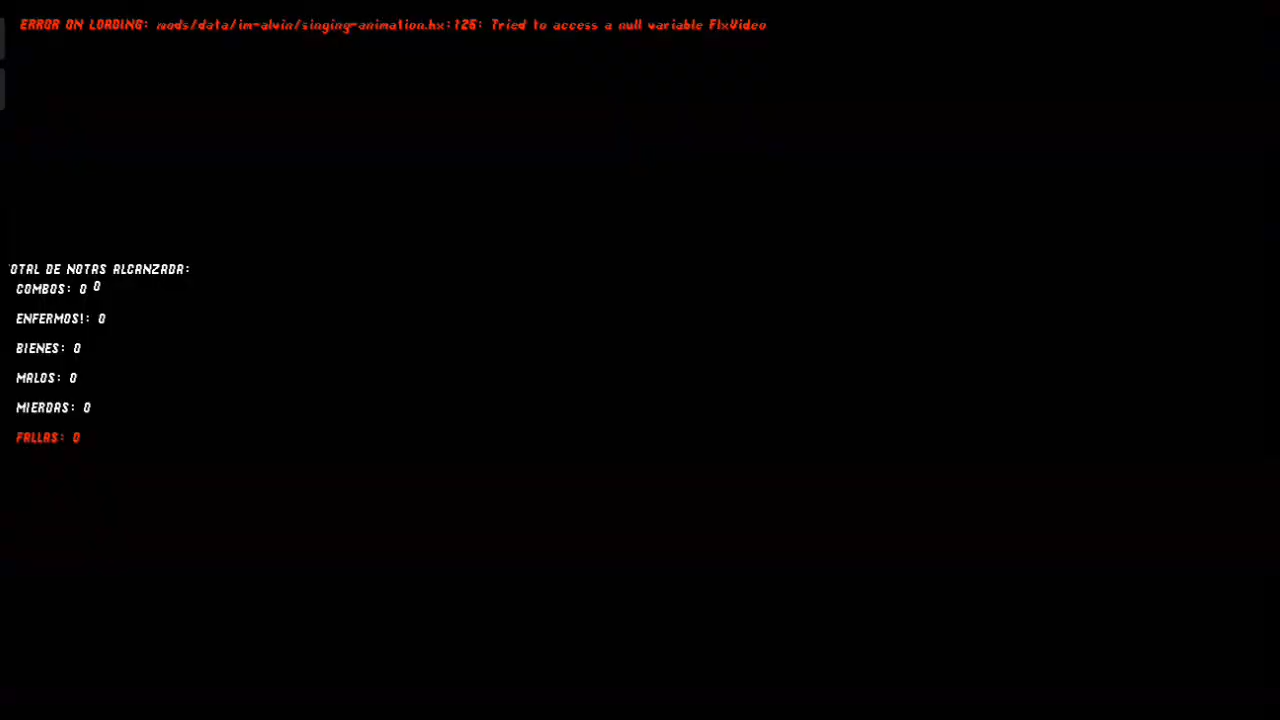 ERROR ON LOADING: mods/data/im-alvin/singing-animation.hx:126: Tried to access a null variable FlxVideo
OTAL DE NOTAS ALCANZADA:
COMBOS: 0 0
ENFERMOS!: 0
BIENES: 0
MALOS: 0
MIERDAS: 0
FALLAS: 0